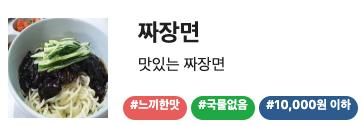 짜장면
맛있는 짜장면
#느끼한맛 #국물없음 #10,000원 이하